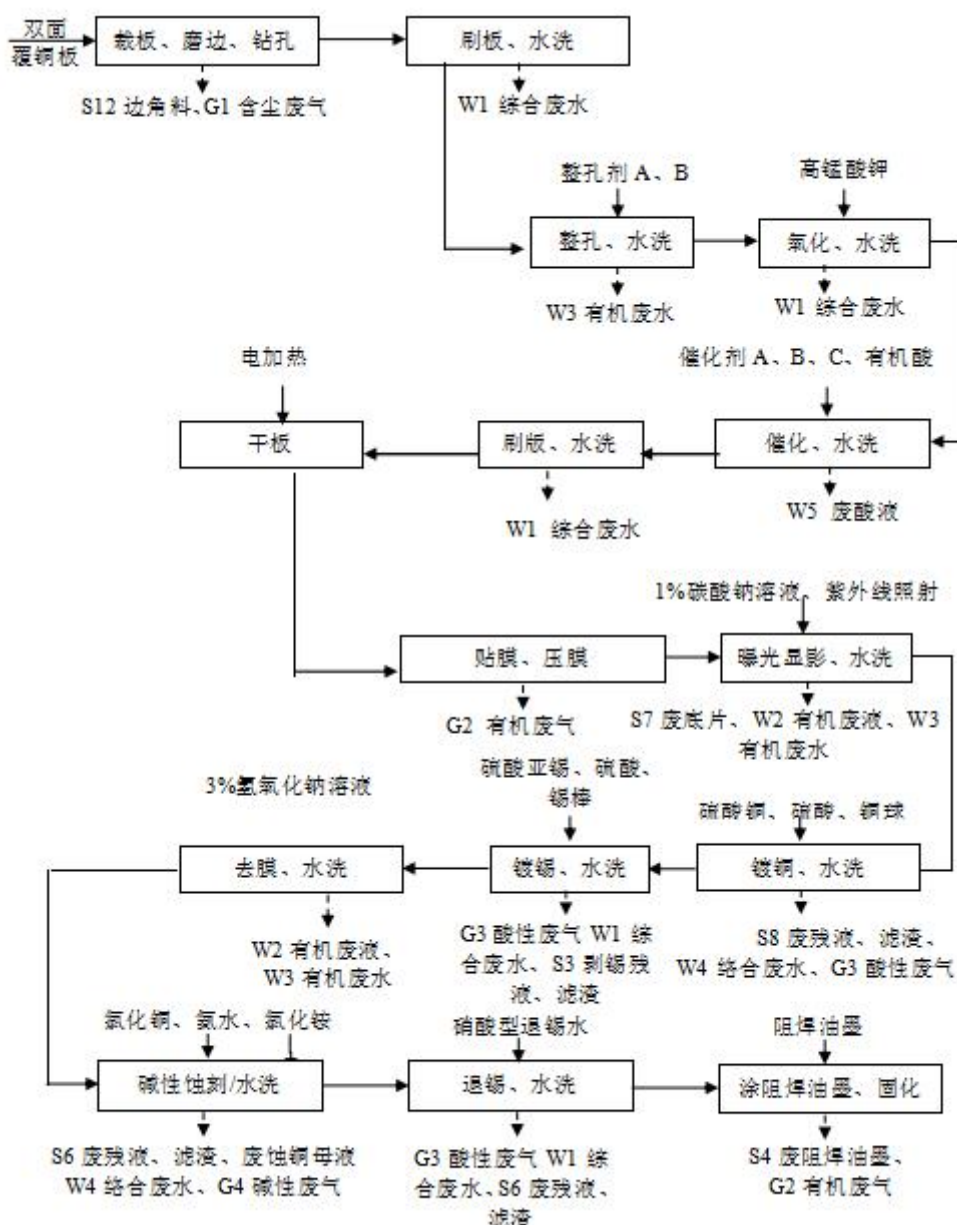 双面
覆铜板
裁板、磨边、钻孔
刷板、水洗
S12 边角料、G1 含尘废气
W1 综合废水
整孔剂 A、B
高锰酸钾
整孔、水洗
氧化、水洗
W3 有机废水
W1 综合废水
电加热
催化剂 A、B、C、有机酸
干板
刷版、水洗
催化、水洗
W1 综合废水
W5 废酸液
1%碳酸钠溶液、紫外线照射
贴膜、压膜
曝光显影、水洗
G2 有机废气
S7 废底片、W2 有机废液、W3
有机废水
3%氢氧化钠溶液
硫酸亚锡、硫酸、
锡棒
硫酸铜、硫酸、铜球
去膜、水洗
镀锡、水洗
镀铜、水洗
W2 有机废液、
W3 有机废水
G3 酸性废气 W1 综
合废水、S3 剥锡残
液、滤渣
S8 废残液、滤渣、
W4 络合废水、G3 酸性废气
氯化铜、氨水、氯化铵
硝酸型退锡水
阻焊油墨
碱性蚀刻/水洗
退锡、水洗
涂阻焊油墨、固化
S6 废残液、滤渣、废蚀铜母液
W4 络合废水、G4 碱性废气
G3 酸性废气 W1 综
合废水、S6 废残液、
滤渣
S4 废阻焊油墨、
G2 有机废气